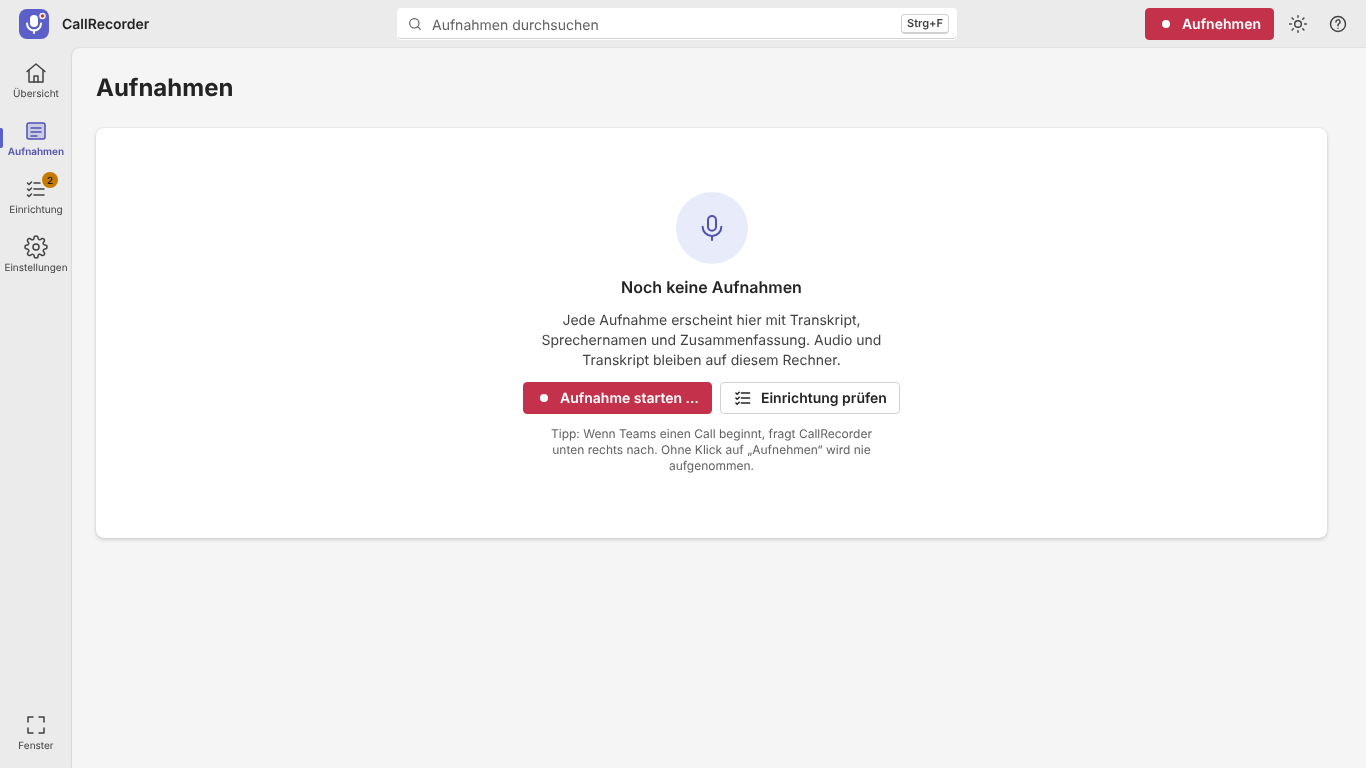 CallRecorder
Aufnahmen durchsuchen
Strg+F
Aufnehmen
Übersicht
Aufnahmen
2
Einrichtung
Einstellungen
Fenster
Aufnahmen
Noch keine Aufnahmen
Jede Aufnahme erscheint hier mit Transkript,
Sprechernamen und Zusammenfassung. Audio und
Transkript bleiben auf diesem Rechner.
Aufnahme starten ...
Einrichtung prüfen
Tipp: Wenn Teams einen Call beginnt, fragt CallRecorder
unten rechts nach. Ohne Klick auf „Aufnehmen“ wird nie
aufgenommen.